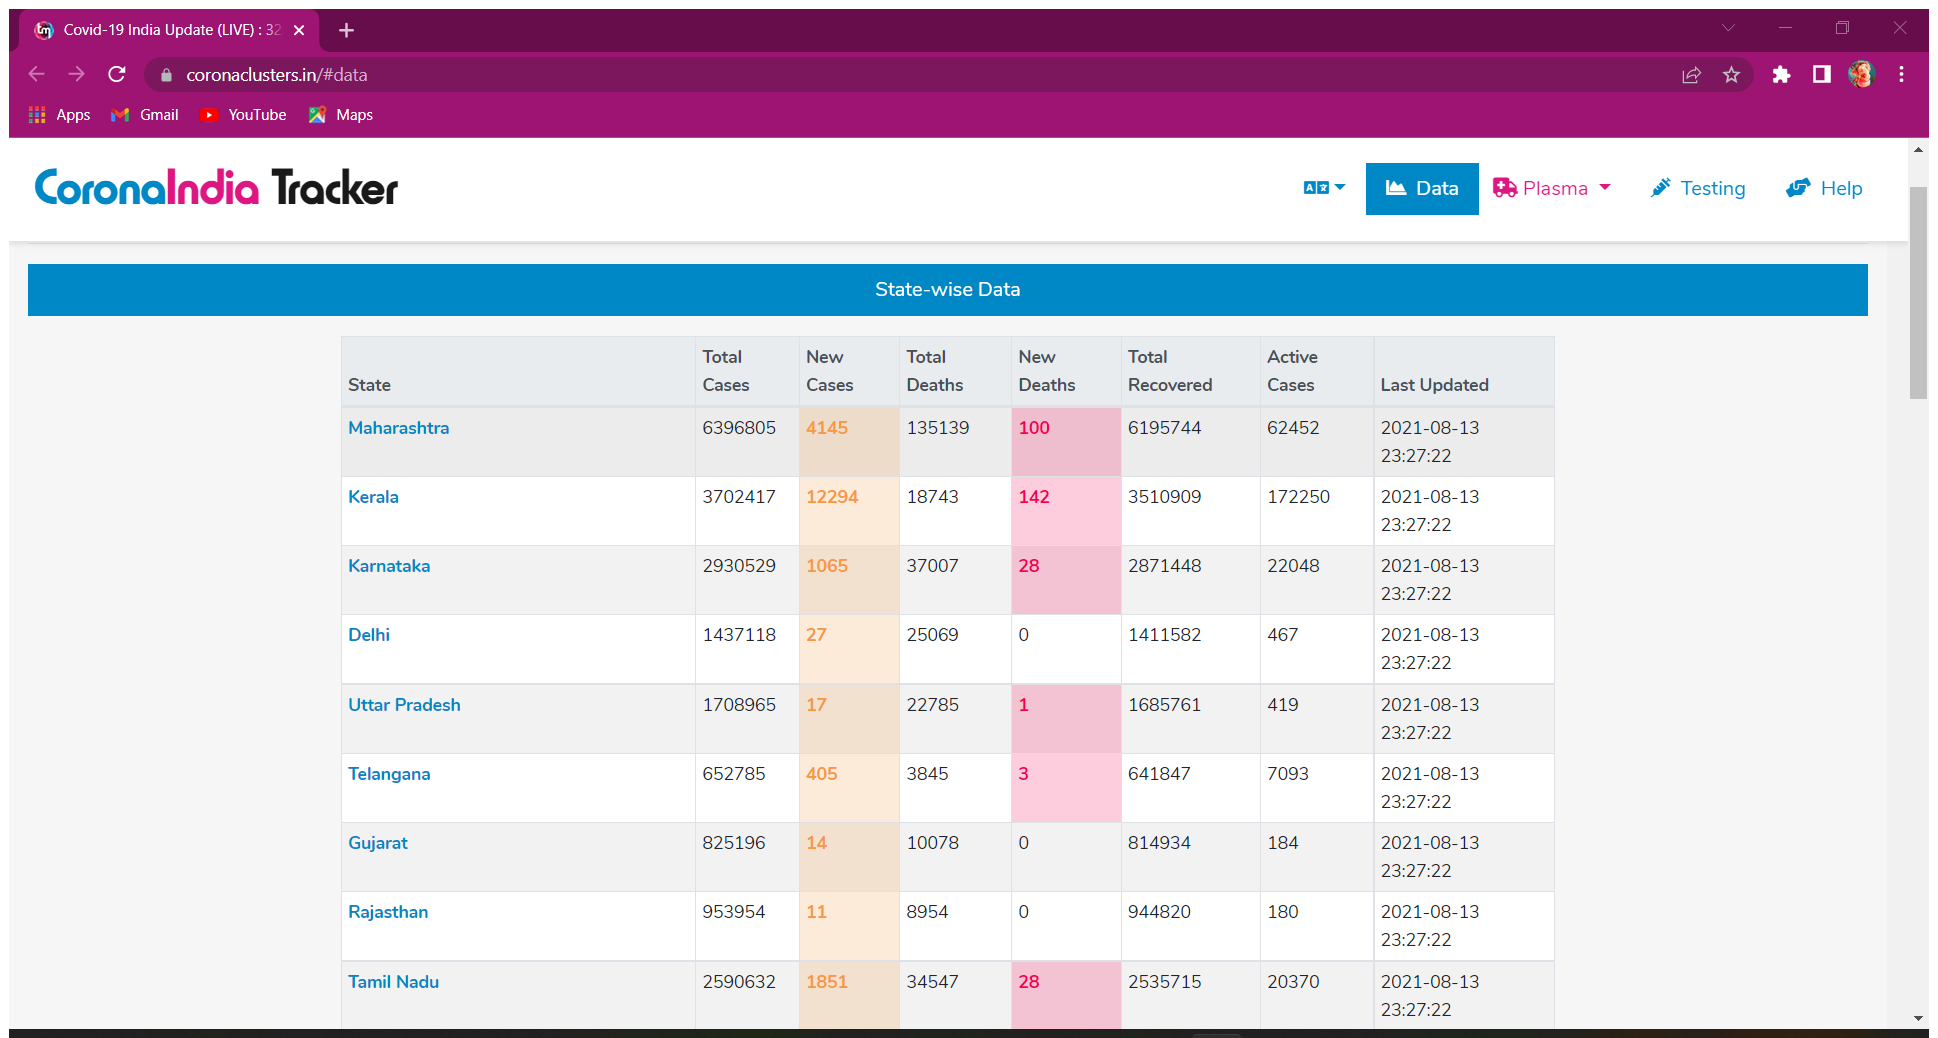 Covid-19 India Update (LIVE) : 32
coronaclusters.in/#data
Apps Gmail YouTube Maps
CoronaIndia Tracker
Data Plasma Testing Help
State-wise Data
State Total Cases New Cases Total Deaths New Deaths Total Recovered Active Cases Last Updated
Maharashtra 6396805 4145 135139 100 6195744 62452 2021-08-13
23:27:22
Kerala 3702417 12294 18743 142 3510909 172250 2021-08-13
23:27:22
Karnataka 2930529 1065 37007 28 2871448 22048 2021-08-13
23:27:22
Delhi 1437118 27 25069 0 1411582 467 2021-08-13
23:27:22
Uttar Pradesh 1708965 17 22785 1 1685761 419 2021-08-13
23:27:22
Telangana 652785 405 3845 3 641847 7093 2021-08-13
23:27:22
Gujarat 825196 14 10078 0 814934 184 2021-08-13
23:27:22
Rajasthan 953954 11 8954 0 944820 180 2021-08-13
23:27:22
Tamil Nadu 2590632 1851 34547 28 2535715 20370 2021-08-13
23:27:22